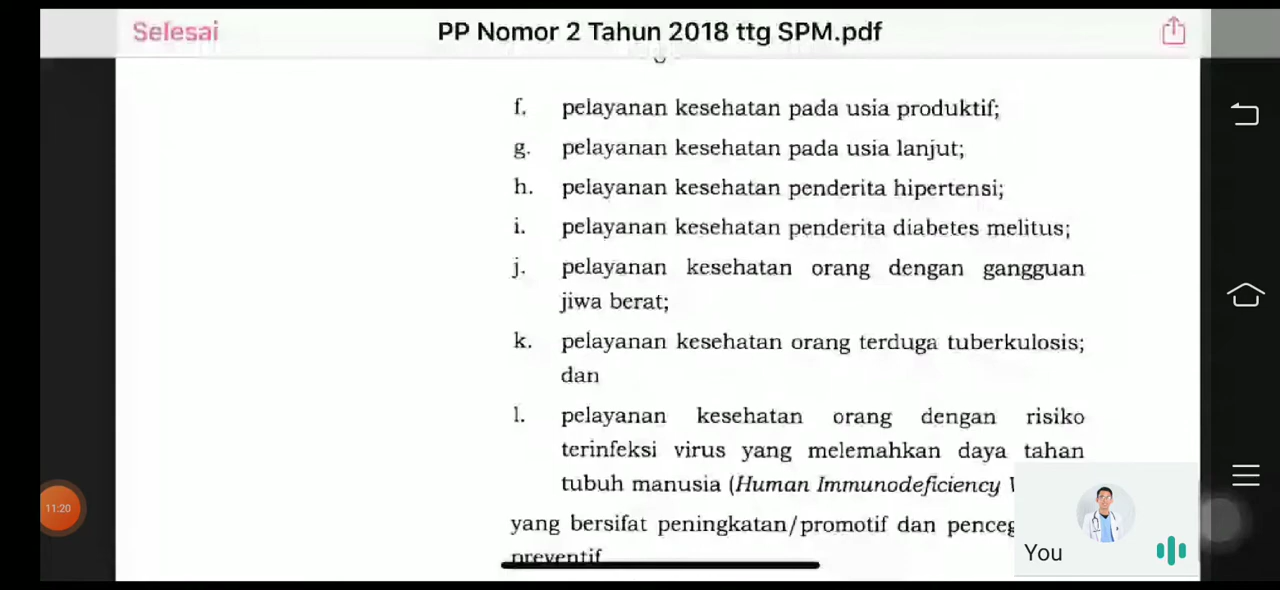 Selesai
PP Nomor 2 Tahun 2018 ttg SPM.pdf
f. pelayanan kesehatan pada usia produktif;
g. pelayanan kesehatan pada usia lanjut;
h. pelayanan kesehatan penderita hipertensi;
i. pelayanan kesehatan penderita diabetes melitus;
j. pelayanan kesehatan orang dengan gangguan
jiwa berat;
k. pelayanan kesehatan orang terduga tuberkulosis;
dan
l. pelayanan kesehatan orang dengan risiko
terinfeksi virus yang melemahkan daya tahan
tubuh manusia (Human Immunodeficiency
yang bersifat peningkatan/promotif dan penceg
preventif
11:20
You